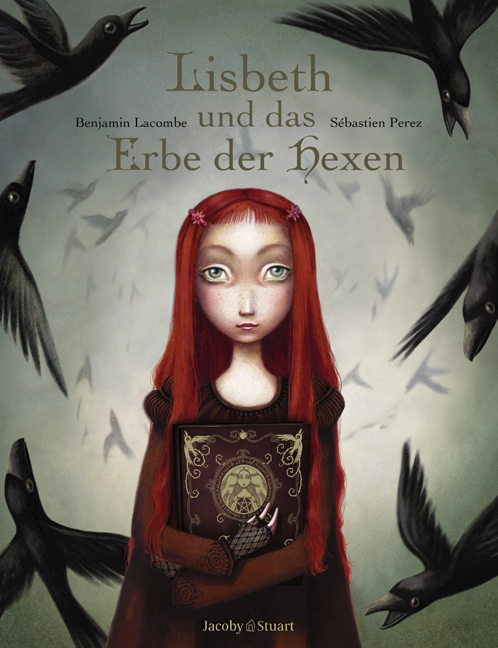 Lisbeth
Benjamin Lacombe und das Sébastien Perez
Erbe der Hexen
Jacoby Stuart